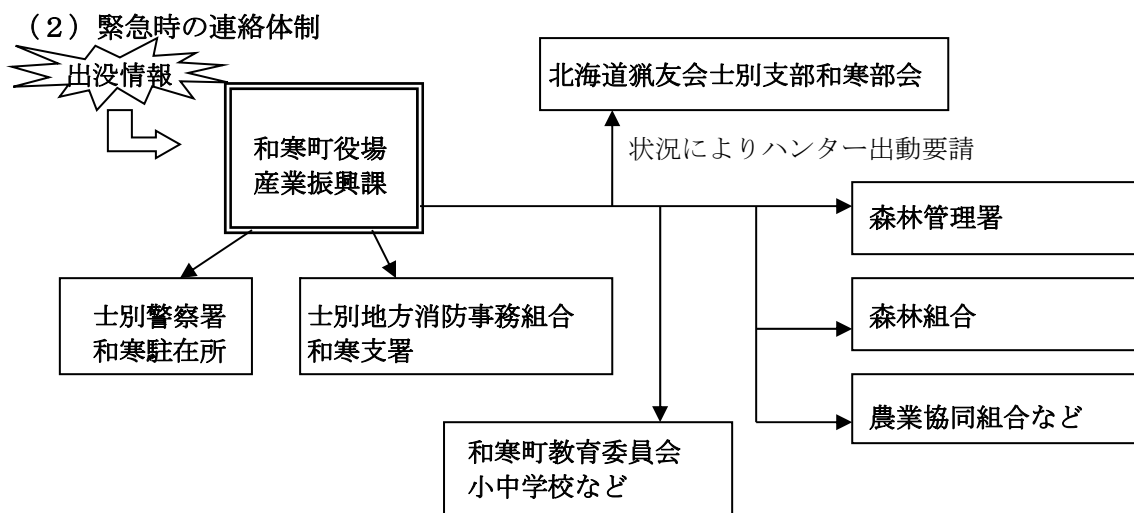 （２）緊急時の連絡体制
出没情報
北海道猟友会士別支部和寒部会
和寒町役場
産業振興課
状況によりハンター出動要請
森林管理署
士別警察署
和寒駐在所
士別地方消防事務組合
和寒支署
森林組合
農業協同組合など
和寒町教育委員会
小中学校など